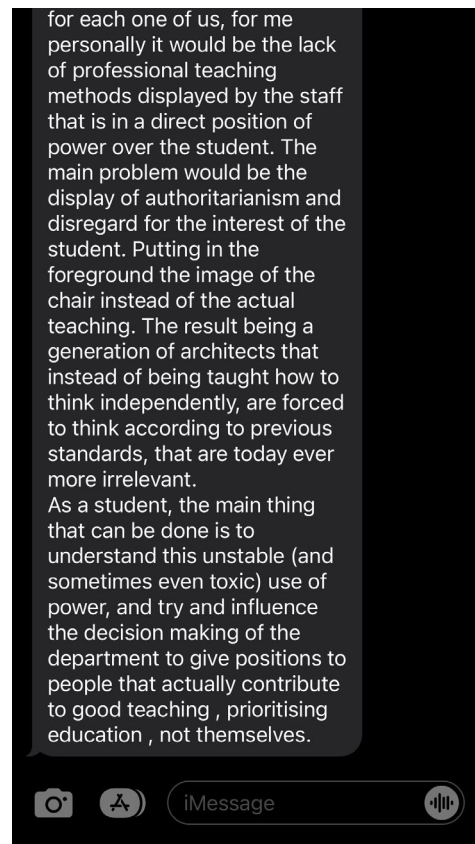 for each one of us, for me
personally it would be the lack
of professional teaching
methods displayed by the staff
that is in a direct position of
power over the student. The
main problem would be the
display of authoritarianism and
disregard for the interest of the
student. Putting in the
foreground the image of the
chair instead of the actual
teaching. The result being a
generation of architects that
instead of being taught how to
think independently, are forced
to think according to previous
standards, that are today ever
more irrelevant.
As a student, the main thing
that can be done is to
understand this unstable (and
sometimes even toxic) use of
power, and try and influence
the decision making of the
department to give positions to
people that actually contribute
to good teaching , prioritising
education , not themselves.
iMessage